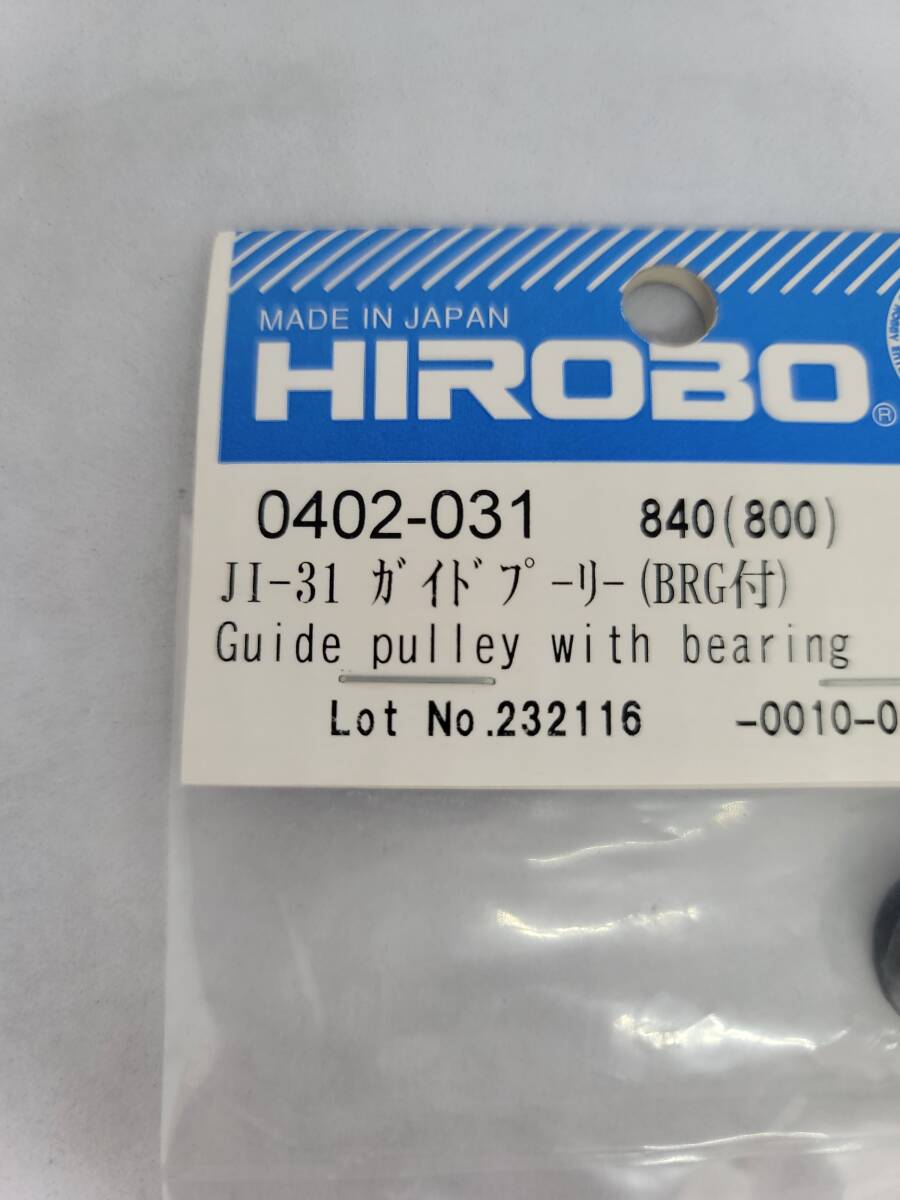 MADE IN JAPAN
HIROBO®
0402-031 840(800)
JI-31 ガイドプーリー(BRG付)
Guide pulley with bearing
Lot No.232116 -0010-0